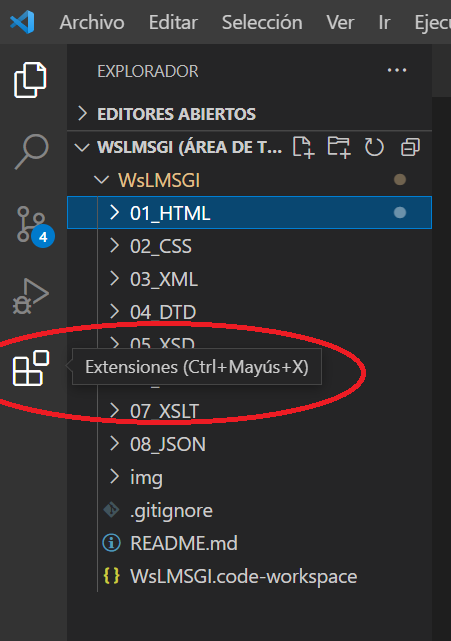 Archivo Editar Selección Ver Ir Ejecu
EXPLORADOR
EDITORES ABIERTOS
WSLMSGI (ÁREA DE T...
WsLMSGI
01_HTML
02_CSS
03_XML
04_DTD
4
05_XSD
Extensiones (Ctrl+Mayús+X)
07_XSLT
08_JSON
img
.gitignore
README.md
WsLMSGI.code-workspace